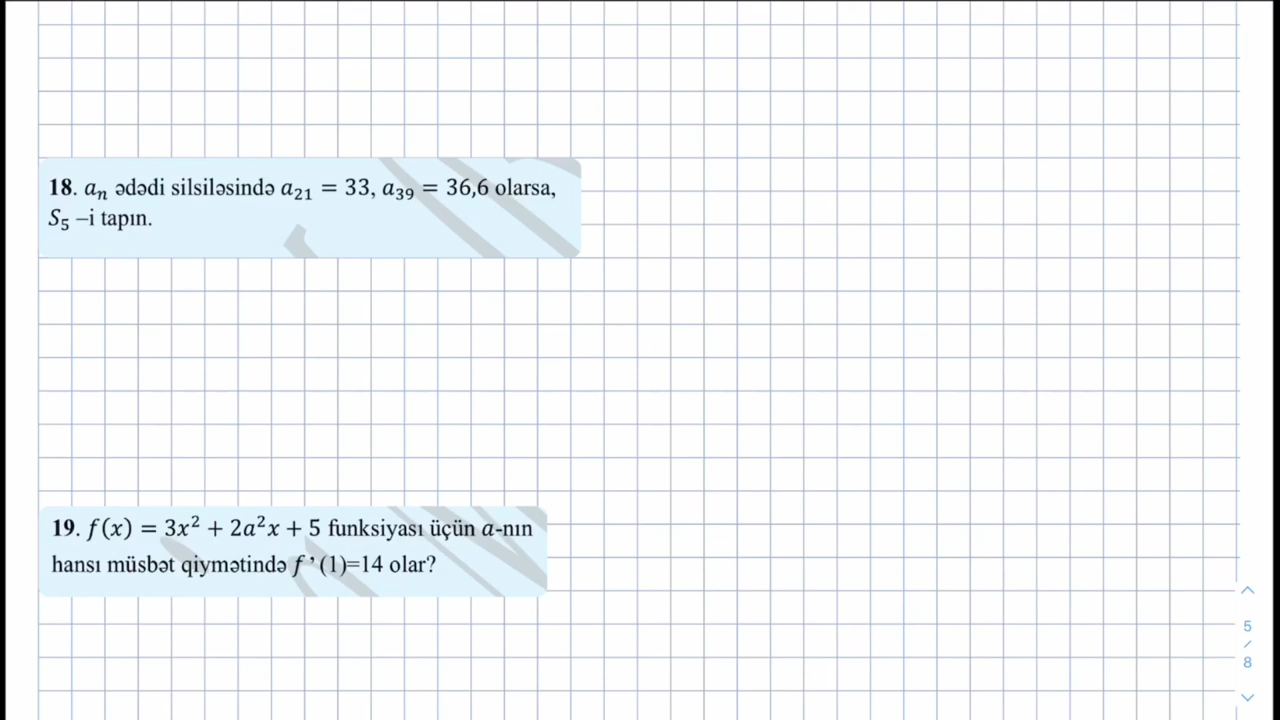 18. aₙ ədədi silsiləsində a₂₁ = 33, a₃₉ = 36,6 olarsa,
S₅ –i tapın.
19. f(x) = 3x² + 2a²x + 5 funksiyası üçün a-nın
hansı müsbət qiymətində f ’(1)=14 olar?
5
/
8